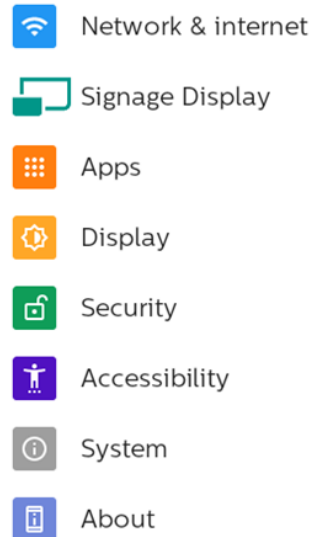 Network & internet
Signage Display
Apps
Display
Security
Accessibility
System
About